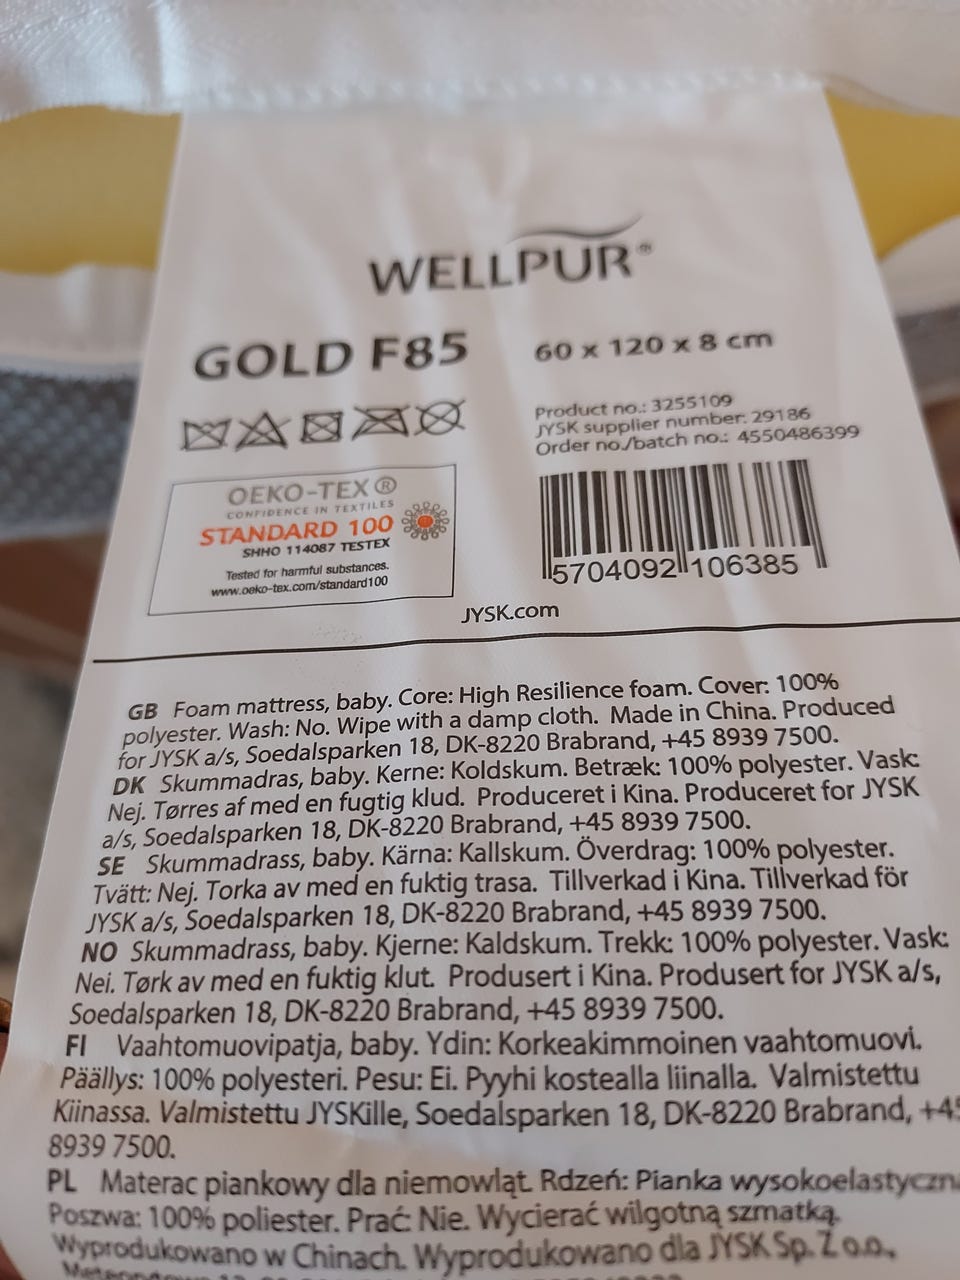 WELLPUR®
GOLD F85
60 x 120 x 8 cm
Product no.: 3255109
JYSK supplier number: 29186
Order no./batch no.: 4550486399
OEKO-TEX®
CONFIDENCE IN TEXTILES
STANDARD 100
SHHO 114087 TESTEX
Tested for harmful substances.
www.oeko-tex.com/standard100
5704092106385
JYSK.com
GB Foam mattress, baby. Core: High Resilience foam. Cover: 100%
polyester. Wash: No. Wipe with a damp cloth. Made in China. Produced
for JYSK a/s, Soedalsparken 18, DK-8220 Brabrand, +45 8939 7500.
DK Skummadras, baby. Kerne: Koldskum. Betræk: 100% polyester. Vask:
Nej. Tørres af med en fugtig klud. Produceret i Kina. Produceret for JYSK
a/s, Soedalsparken 18, DK-8220 Brabrand, +45 8939 7500.
SE Skummadrass, baby. Kärna: Kallskum. Överdrag: 100% polyester.
Tvätt: Nej. Torka av med en fuktig trasa. Tillverkad i Kina. Tillverkad för
JYSK a/s, Soedalsparken 18, DK-8220 Brabrand, +45 8939 7500.
NO Skummadrass, baby. Kjerne: Kaldskum. Trekk: 100% polyester. Vask:
Nei. Tørk av med en fuktig klut. Produsert i Kina. Produsert for JYSK a/s,
Soedalsparken 18, DK-8220 Brabrand, +45 8939 7500.
FI Vaahtomuovipatja, baby. Ydin: Korkeakimmoinen vaahtomuovi.
Päällys: 100% polyesteri. Pesu: Ei. Pyyhi kostealla liinalla. Valmistettu
Kiinassa. Valmistettu JYSKille, Soedalsparken 18, DK-8220 Brabrand, +45
8939 7500.
PL Materac piankowy dla niemowląt. Rdzeń: Pianka wysokoelastyczna
Poszwa: 100% poliester. Prać: Nie. Wycierać wilgotną szmatką.
Wyprodukowano w Chinach. Wyprodukowano dla JYSK Sp. Z o.o.,